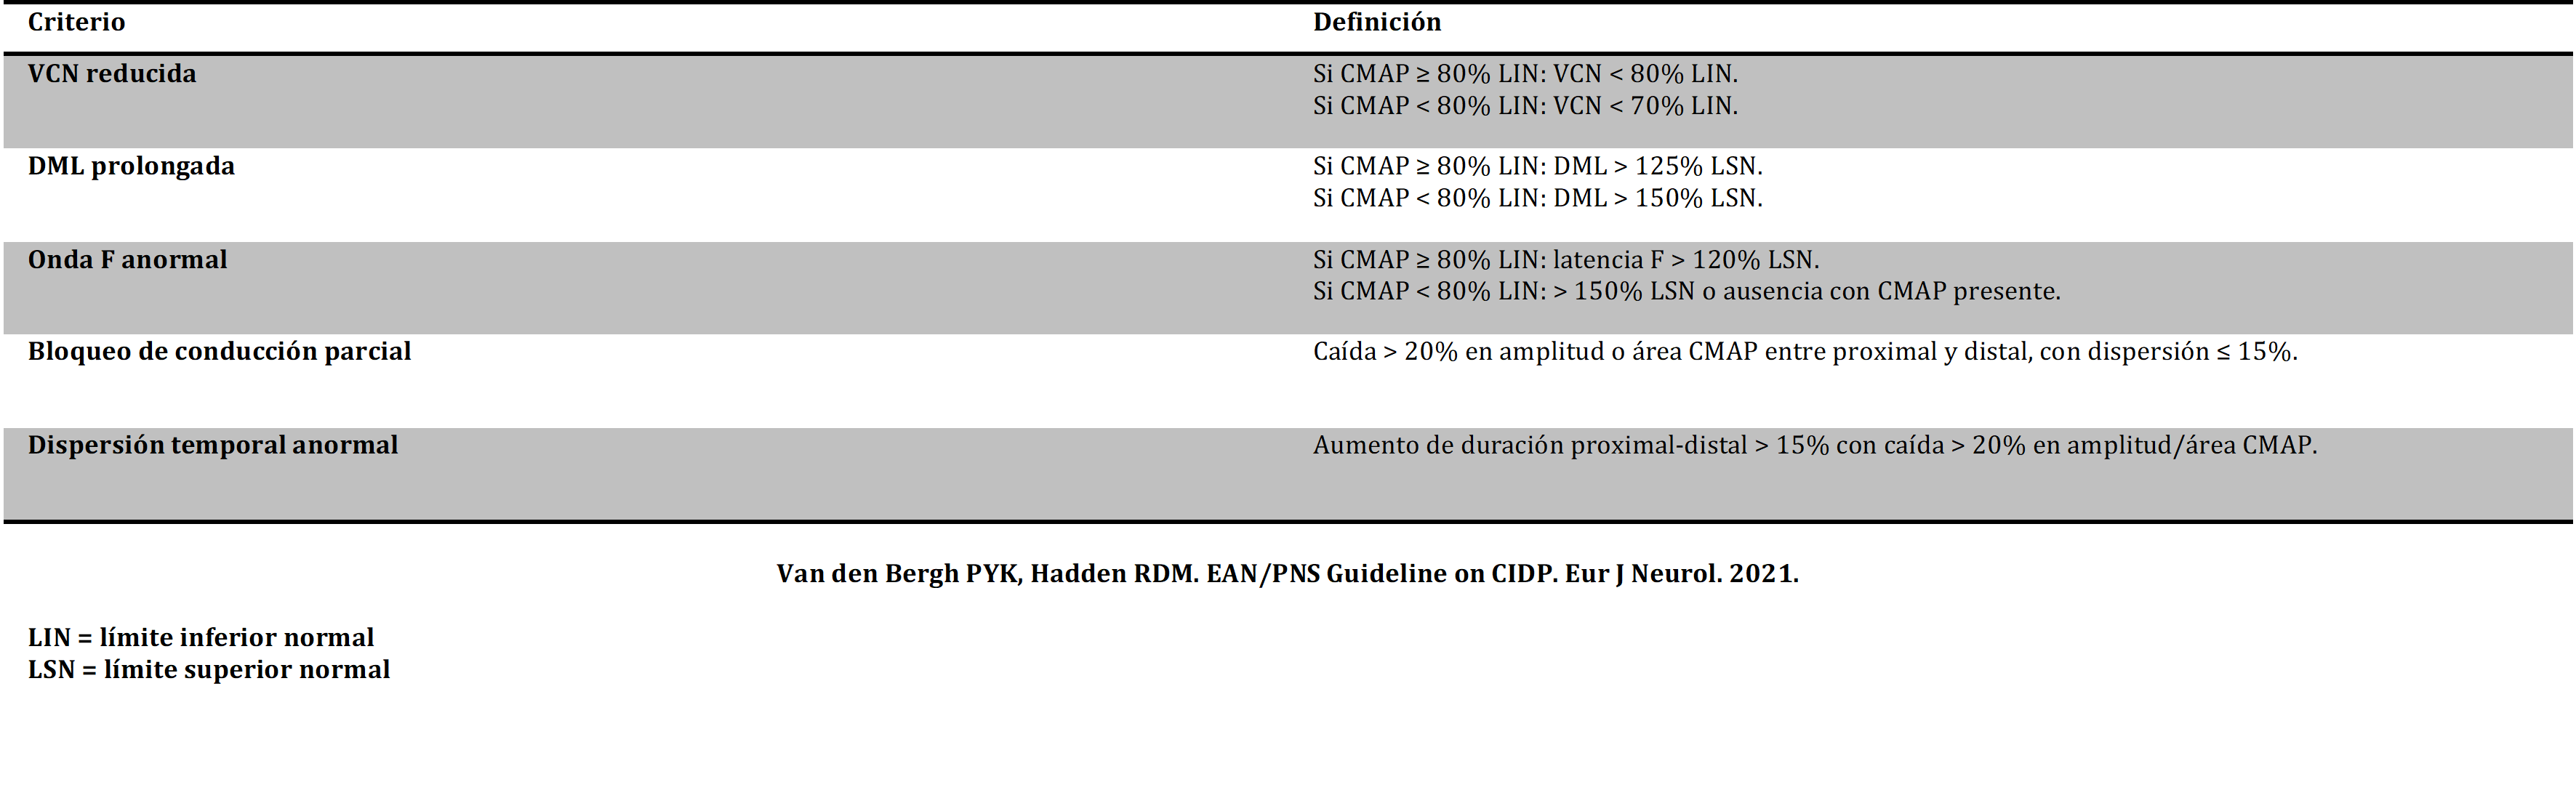 Criterio Definición
VCN reducida Si CMAP ≥ 80% LIN: VCN < 80% LIN.
Si CMAP < 80% LIN: VCN < 70% LIN.
DML prolongada Si CMAP ≥ 80% LIN: DML > 125% LSN.
Si CMAP < 80% LIN: DML > 150% LSN.
Onda F anormal Si CMAP ≥ 80% LIN: latencia F > 120% LSN.
Si CMAP < 80% LIN: > 150% LSN o ausencia con CMAP presente.
Bloqueo de conducción parcial Caída > 20% en amplitud o área CMAP entre proximal y distal, con dispersión ≤ 15%.
Dispersión temporal anormal Aumento de duración proximal-distal > 15% con caída > 20% en amplitud/área CMAP.
Van den Bergh PYK, Hadden RDM. EAN/PNS Guideline on CIDP. Eur J Neurol. 2021.
LIN = límite inferior normal
LSN = límite superior normal